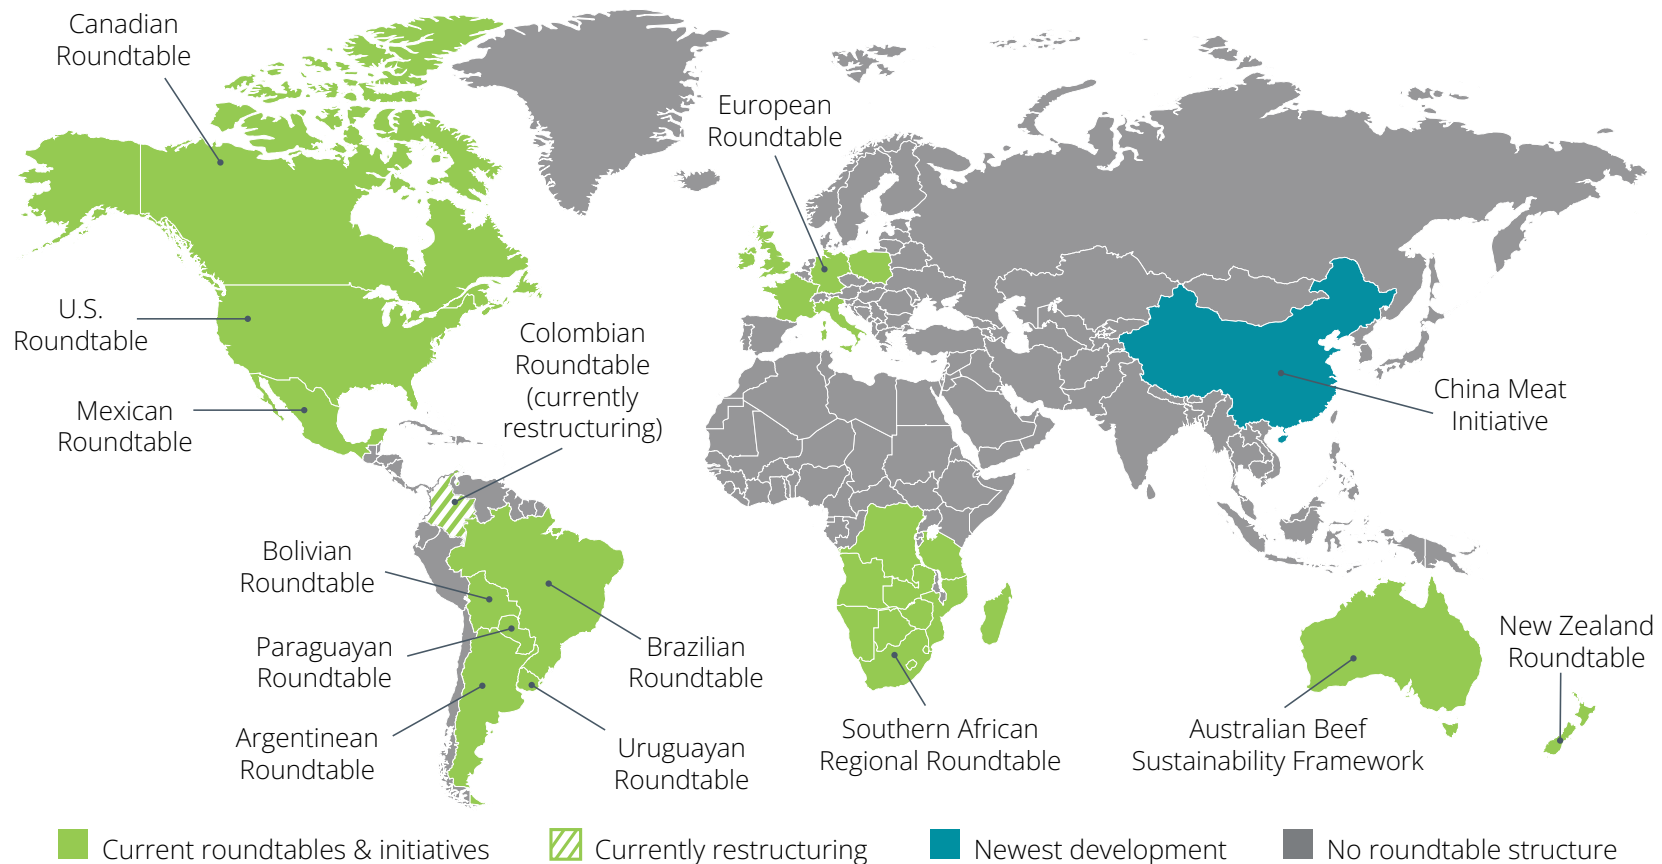 Canadian
Roundtable
European
Roundtable
U.S.
Roundtable
Colombian
Roundtable
(currently
restructuring)
Mexican
Roundtable
China Meat
Initiative
Bolivian
Roundtable
Paraguayan
Roundtable
Brazilian
Roundtable
New Zealand
Roundtable
Argentinean
Roundtable
Uruguayan
Roundtable
Southern African
Regional Roundtable
Australian Beef
Sustainability Framework
Current roundtables & initiatives
Currently restructuring
Newest development
No roundtable structure